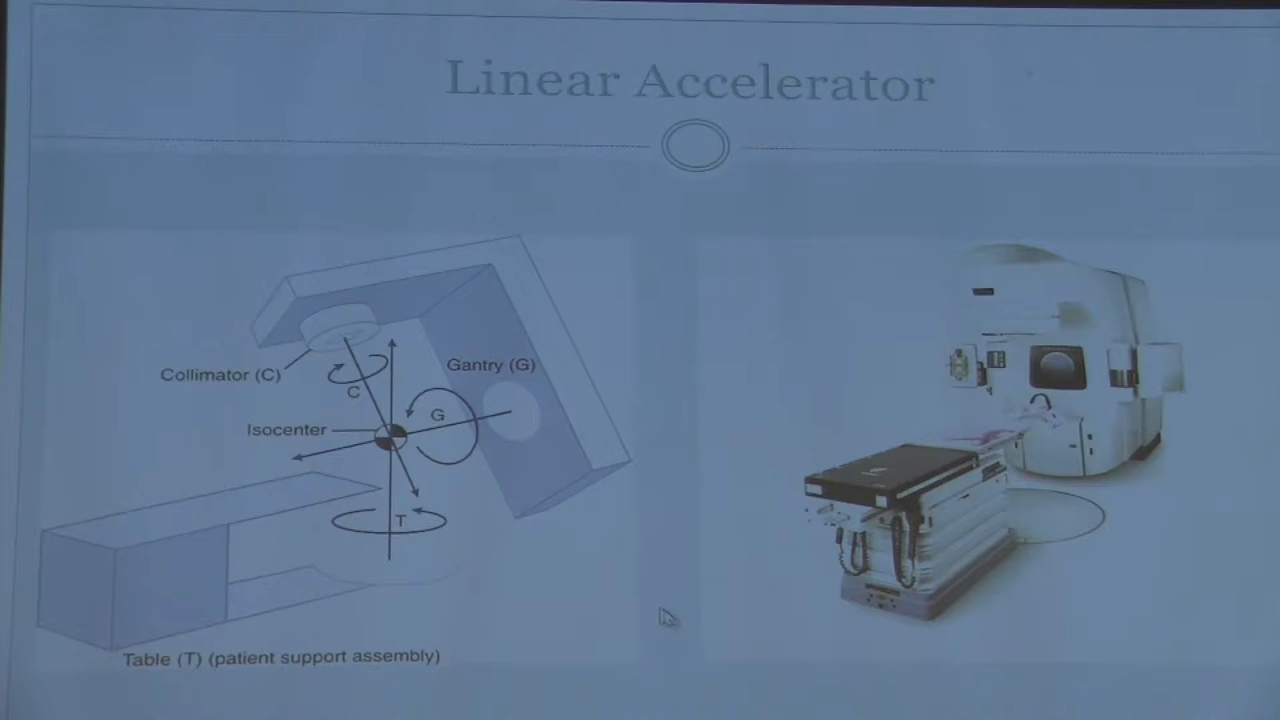 Linear Accelerator
Collimator (C)
Gantry (G)
C
G
Isocenter
T
Table (T) (patient support assembly)